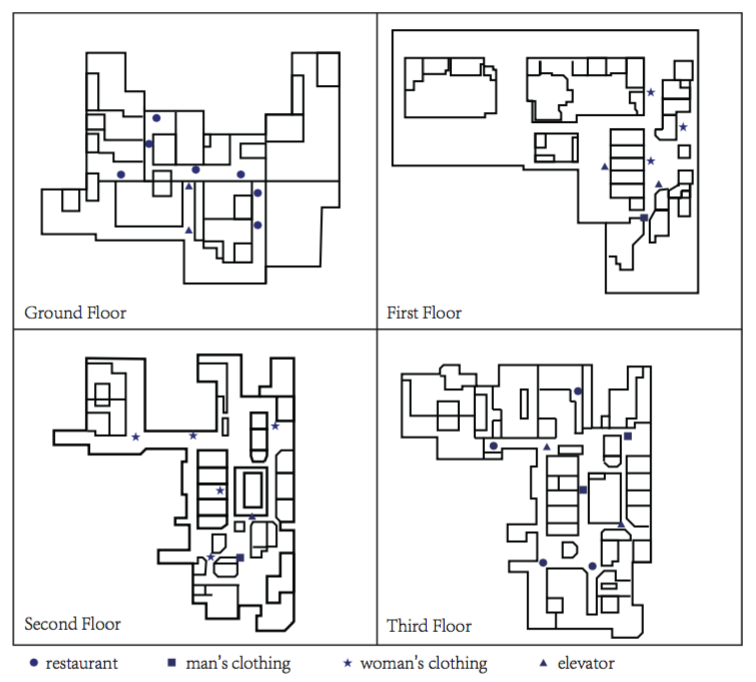 Ground Floor
First Floor
Second Floor
Third Floor
restaurant
man's clothing
woman's clothing
elevator